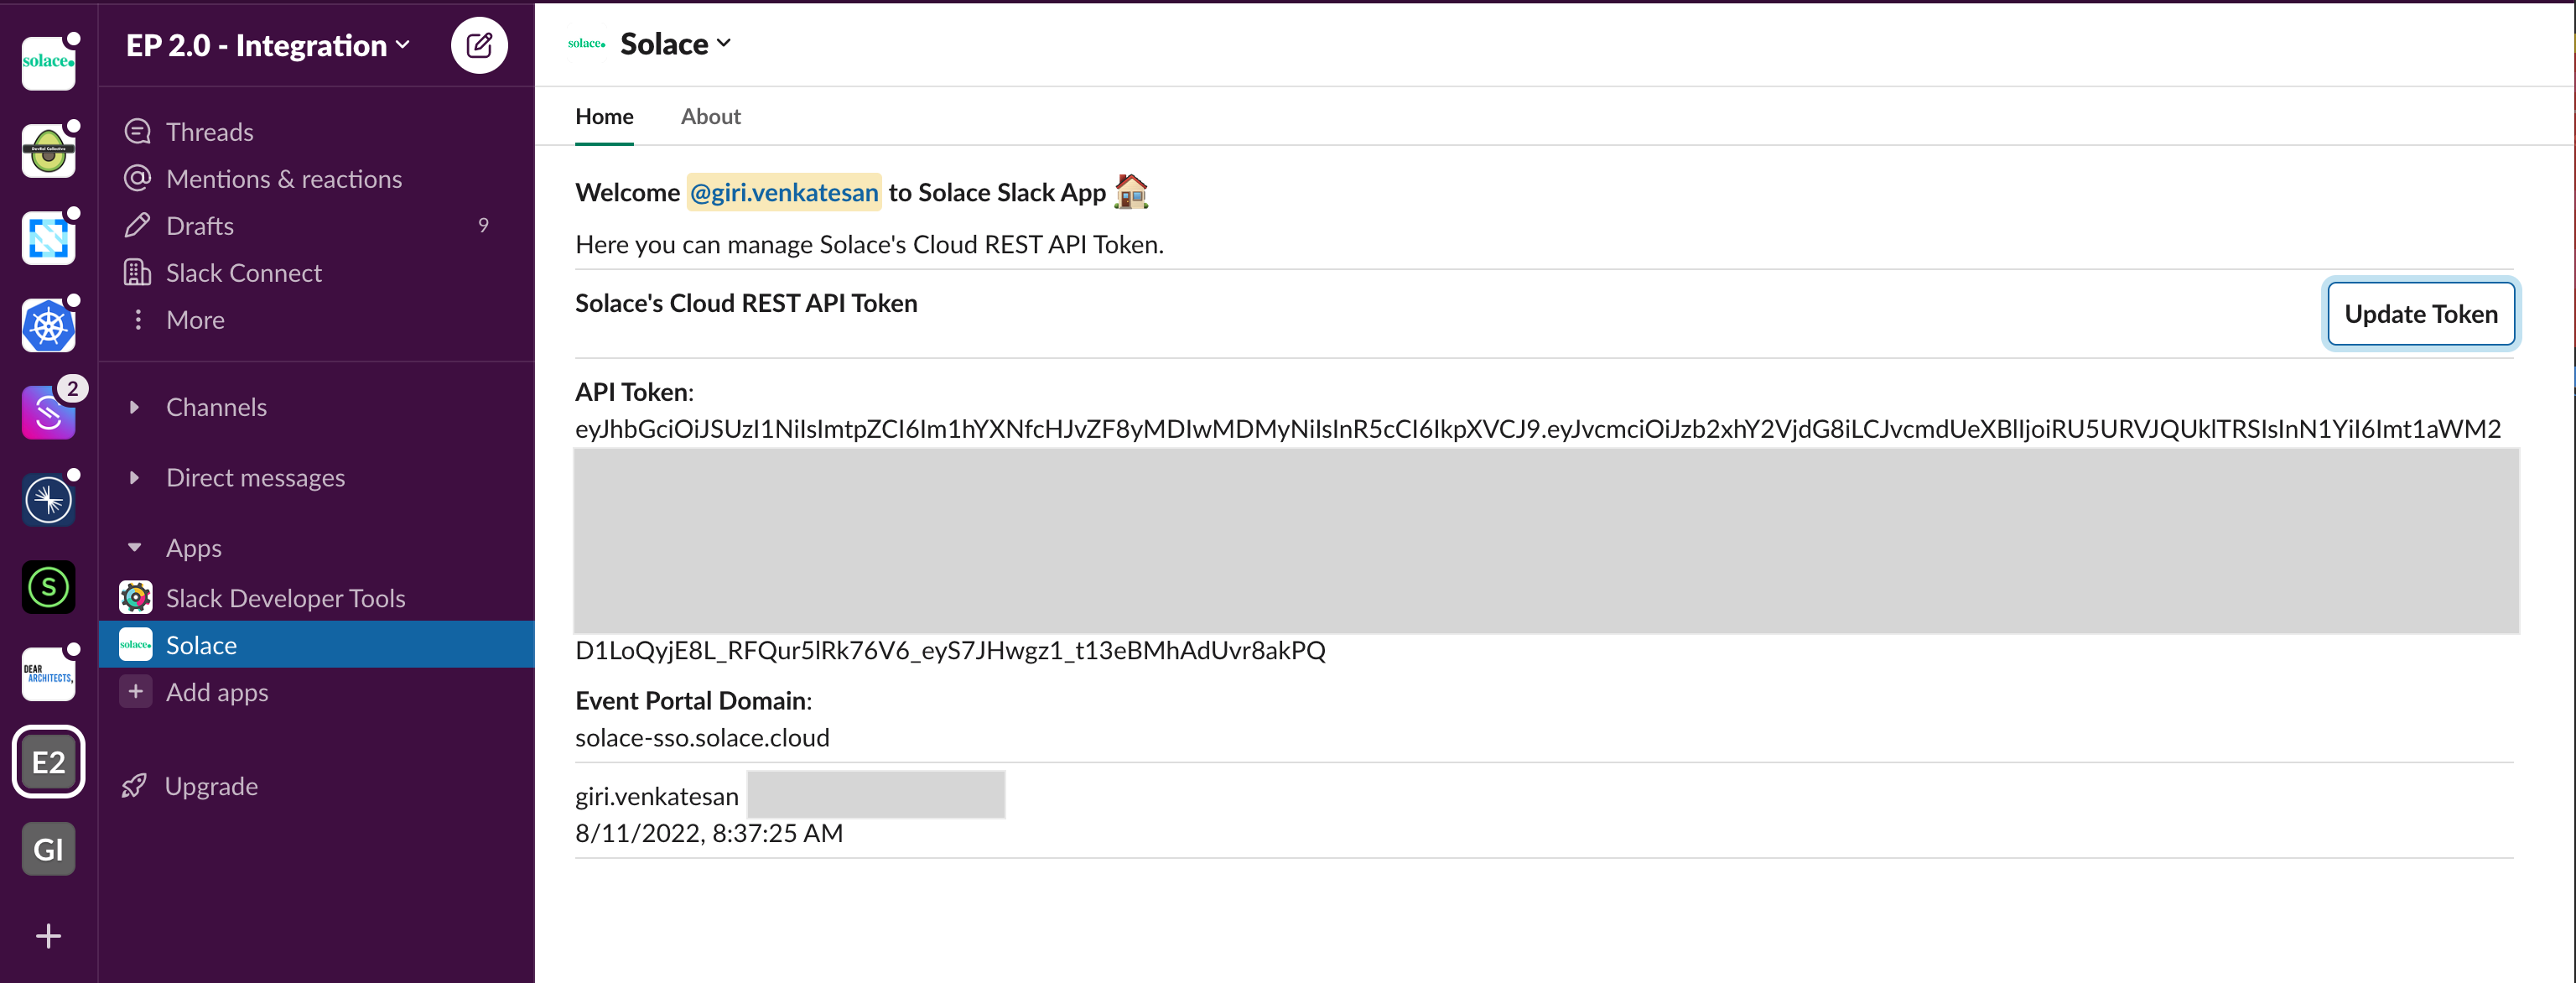 solace.
EP 2.0 - Integration
Threads
Mentions & reactions
Drafts 9
Slack Connect
More
2
Channels
Direct messages
Apps
Slack Developer Tools
solace. Solace
Add apps
Upgrade
S
DEAR
ARCHITECTS,
E2
GI
solace. Solace
Home About
Welcome @giri.venkatesan to Solace Slack App
Here you can manage Solace's Cloud REST API Token.
Solace's Cloud REST API Token
Update Token
API Token:
eyJhbGciOiJSUzI1NiIsImtpZCI6Im1hYXNfcHJvZF8yMDIwMDMyNiIsInR5cCI6IkpXVCJ9.eyJvcmciOiJzb2xhY2VjdG8iLCJvcmdUeXBlIjoiRU5URVJQUklTRSIsInN1YiI6Imt1aWM2
D1LoQyjE8L_RFQur5lRk76V6_eyS7JHwgz1_t13eBMhAdUvr8akPQ
Event Portal Domain:
solace-sso.solace.cloud
giri.venkatesan
8/11/2022, 8:37:25 AM